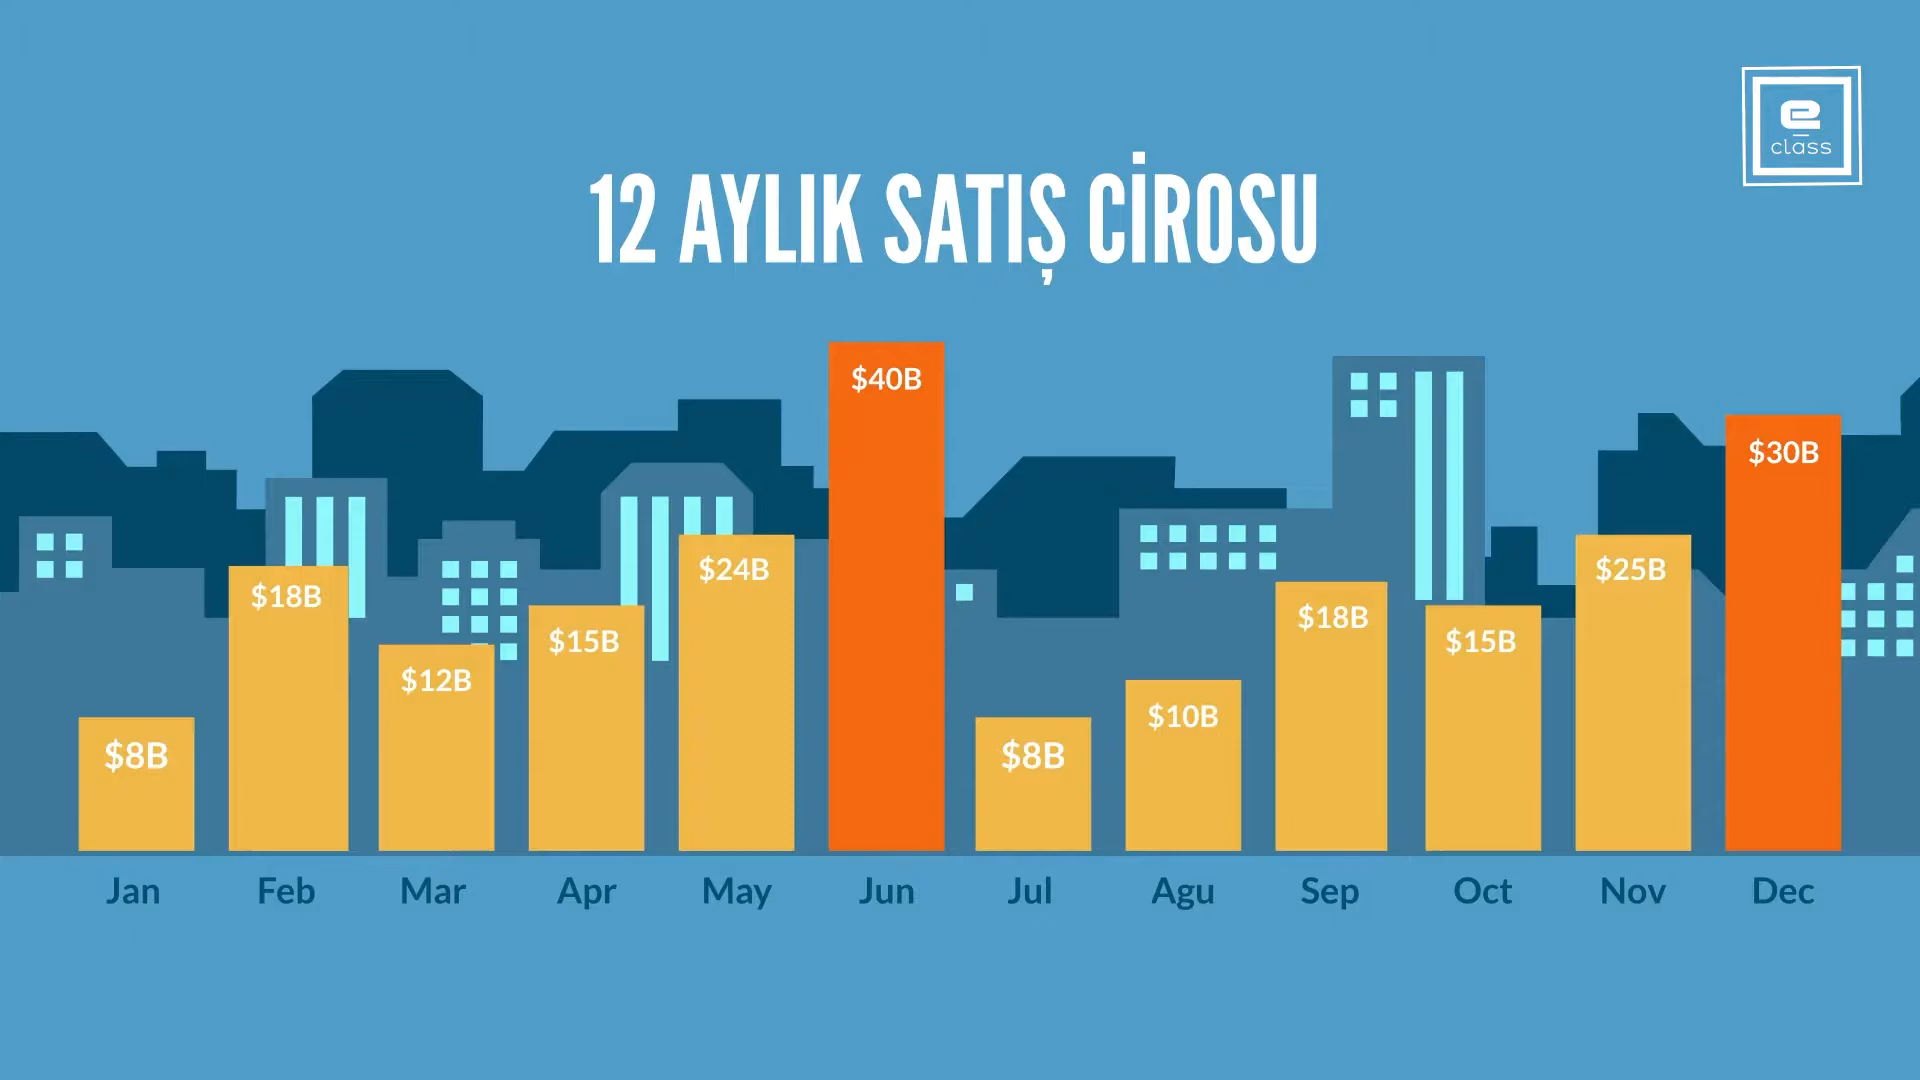 e
class
12 AYLIK SATIŞ CİROSU
$40B
$30B
$24B
$25B
$18B
$18B
$15B
$15B
$12B
$10B
$8B
$8B
Jan Feb Mar Apr May Jun Jul Agu Sep Oct Nov Dec